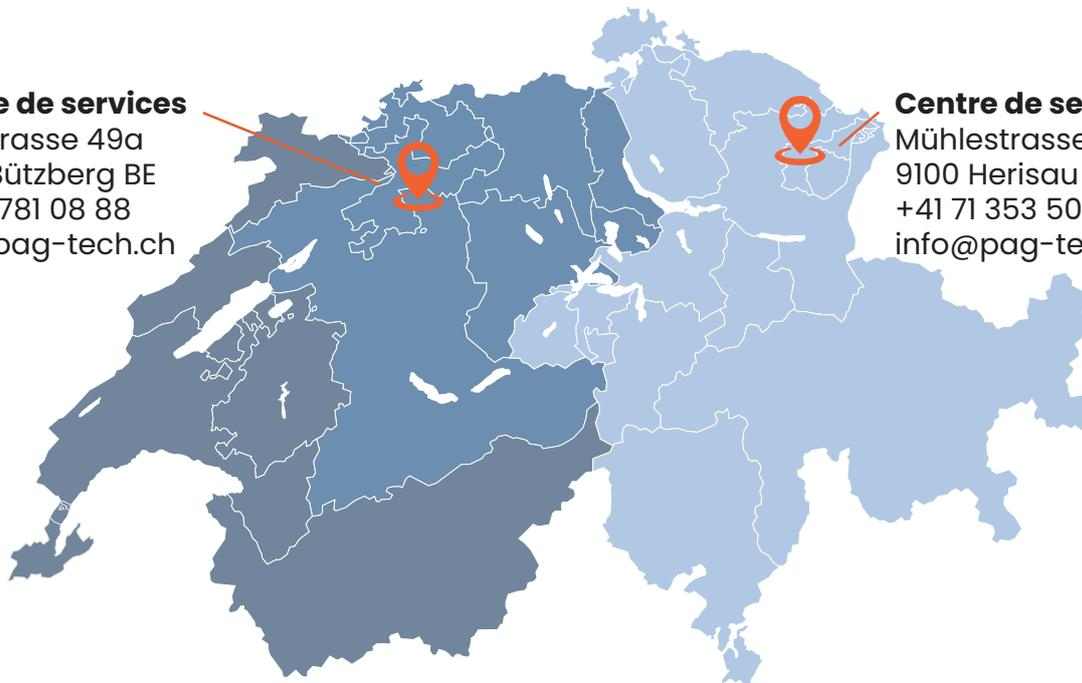 e de services
rasse 49a
Bützberg BE
781 08 88
pag-tech.ch
Centre de se
Mühlestrasse
9100 Herisau
+41 71 353 50
info@pag-te